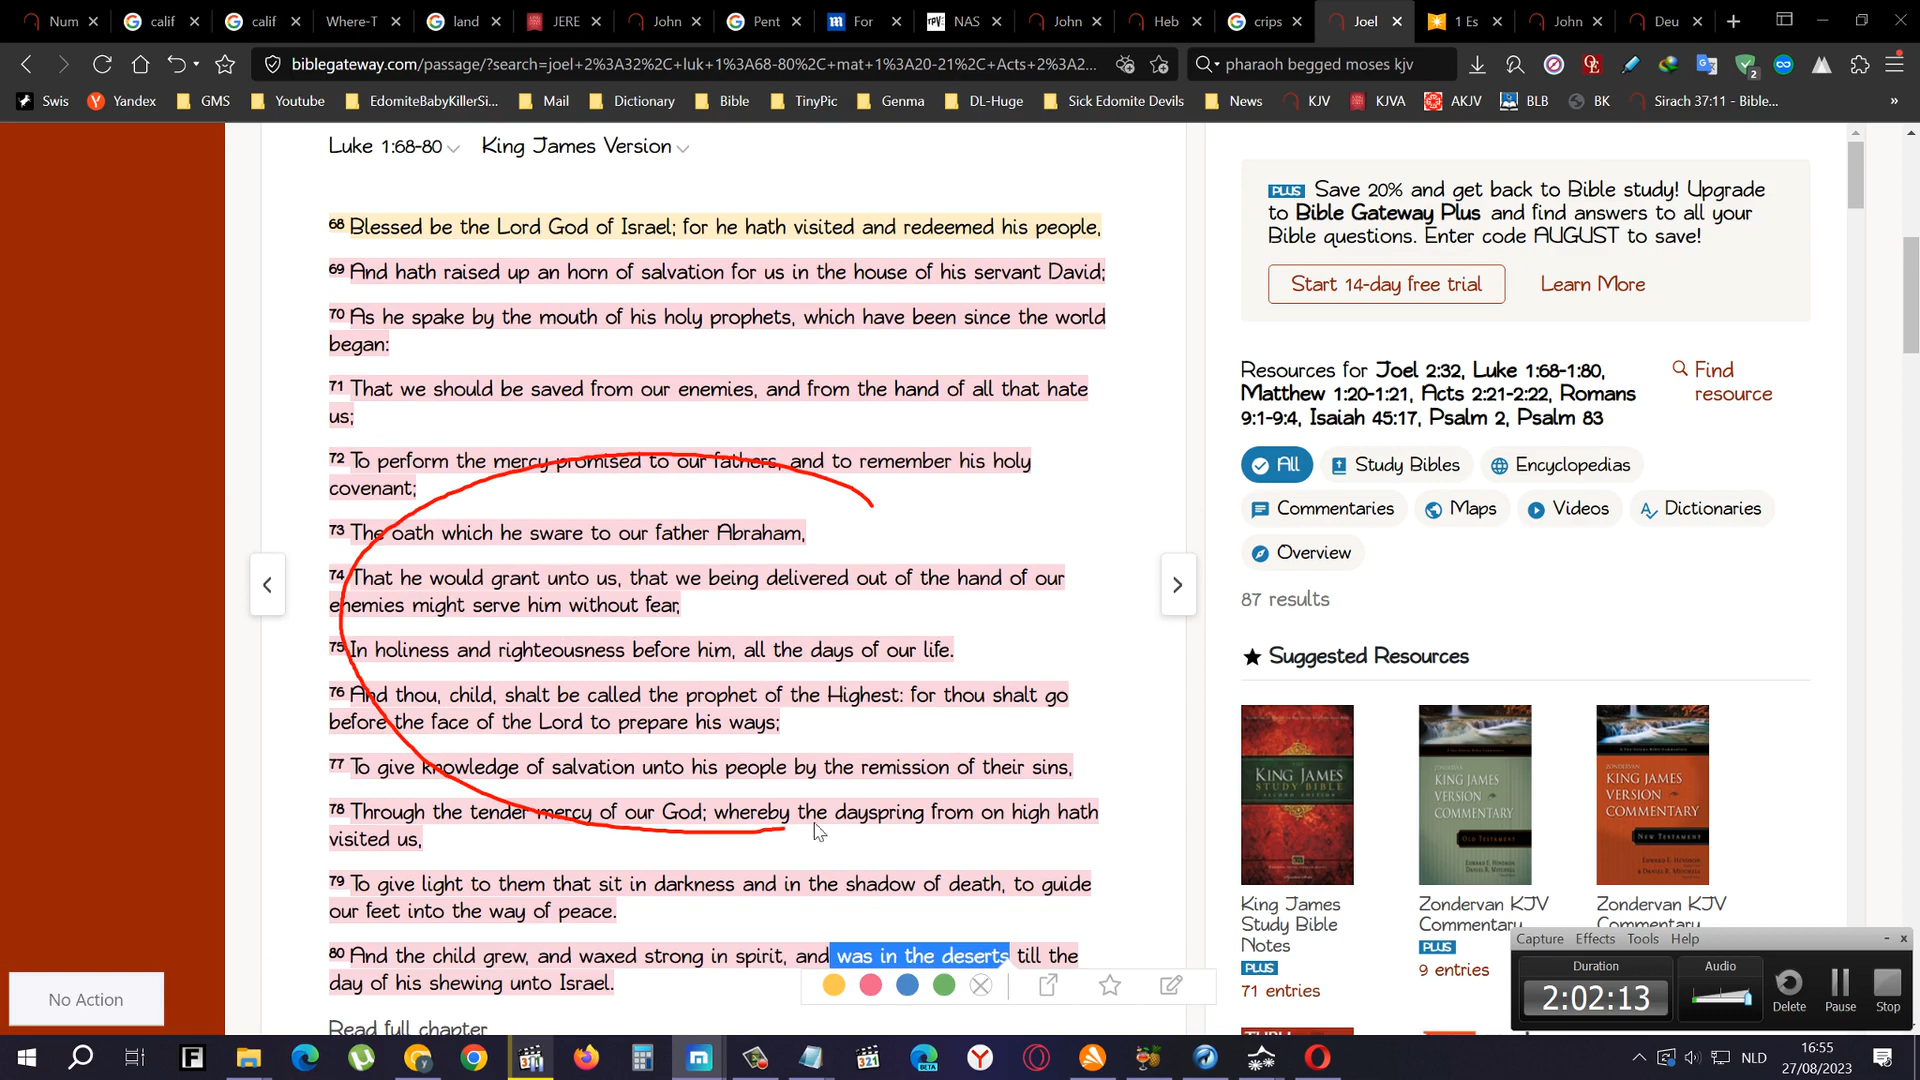 Num
calif
calif
Where-T
land
JERE
John
Pent
For
NAS
John
Heb
crips
Joel
1 Es
John
Deu
biblegateway.com/passage/?search=joel+2%3A32%2C+luk+1%3A68-80%2C+mat+1%3A20-21%2C+Acts+2%3A2...
pharaoh begged moses kjv
Swis
Yandex
GMS
Youtube
EdomiteBabyKillerSi...
Mail
Dictionary
Bible
TinyPic
Genma
DL-Huge
Sick Edomite Devils
News
KJV
KJVA
AKJV
BLB
BK
Sirach 37:11 - Bible...
Luke 1:68-80 King James Version
68 Blessed be the Lord God of Israel; for he hath visited and redeemed his people,
69 And hath raised up an horn of salvation for us in the house of his servant David;
70 As he spake by the mouth of his holy prophets, which have been since the world
began:
71 That we should be saved from our enemies, and from the hand of all that hate
us;
72 To perform the mercy promised to our fathers, and to remember his holy
covenant;
73 The oath which he sware to our father Abraham,
74 That he would grant unto us, that we being delivered out of the hand of our
enemies might serve him without fear,
75 In holiness and righteousness before him, all the days of our life.
76 And thou, child, shalt be called the prophet of the Highest: for thou shalt go
before the face of the Lord to prepare his ways;
77 To give knowledge of salvation unto his people by the remission of their sins,
78 Through the tender mercy of our God; whereby the dayspring from on high hath
visited us,
79 To give light to them that sit in darkness and in the shadow of death, to guide
our feet into the way of peace.
80 And the child grew, and waxed strong in spirit, and was in the deserts till the
day of his shewing unto Israel.
Read full chapter
No Action
PLUS Save 20% and get back to Bible study! Upgrade
to Bible Gateway Plus and find answers to all your
Bible questions. Enter code AUGUST to save!
Start 14-day free trial
Learn More
Resources for Joel 2:32, Luke 1:68-1:80,
Matthew 1:20-1:21, Acts 2:21-2:22, Romans
9:1-9:4, Isaiah 45:17, Psalm 2, Psalm 83
Find
resource
All
Study Bibles
Encyclopedias
Commentaries
Maps
Videos
Dictionaries
Overview
87 results
Suggested Resources
KING JAMES
STUDY BIBLE
SECOND EDITION
KING JAMES
VERSION
COMMENTARY
OLD TESTAMENT
KING JAMES
VERSION
COMMENTARY
NEW TESTAMENT
King James
Study Bible
Notes
PLUS
71 entries
Zondervan KJV
Commentary
PLUS
9 entries
Zondervan KJV
Commentary
Capture Effects Tools Help
Duration
2:02:13
Audio
Delete
Pause
Stop
NLD
16:55
27/08/2023